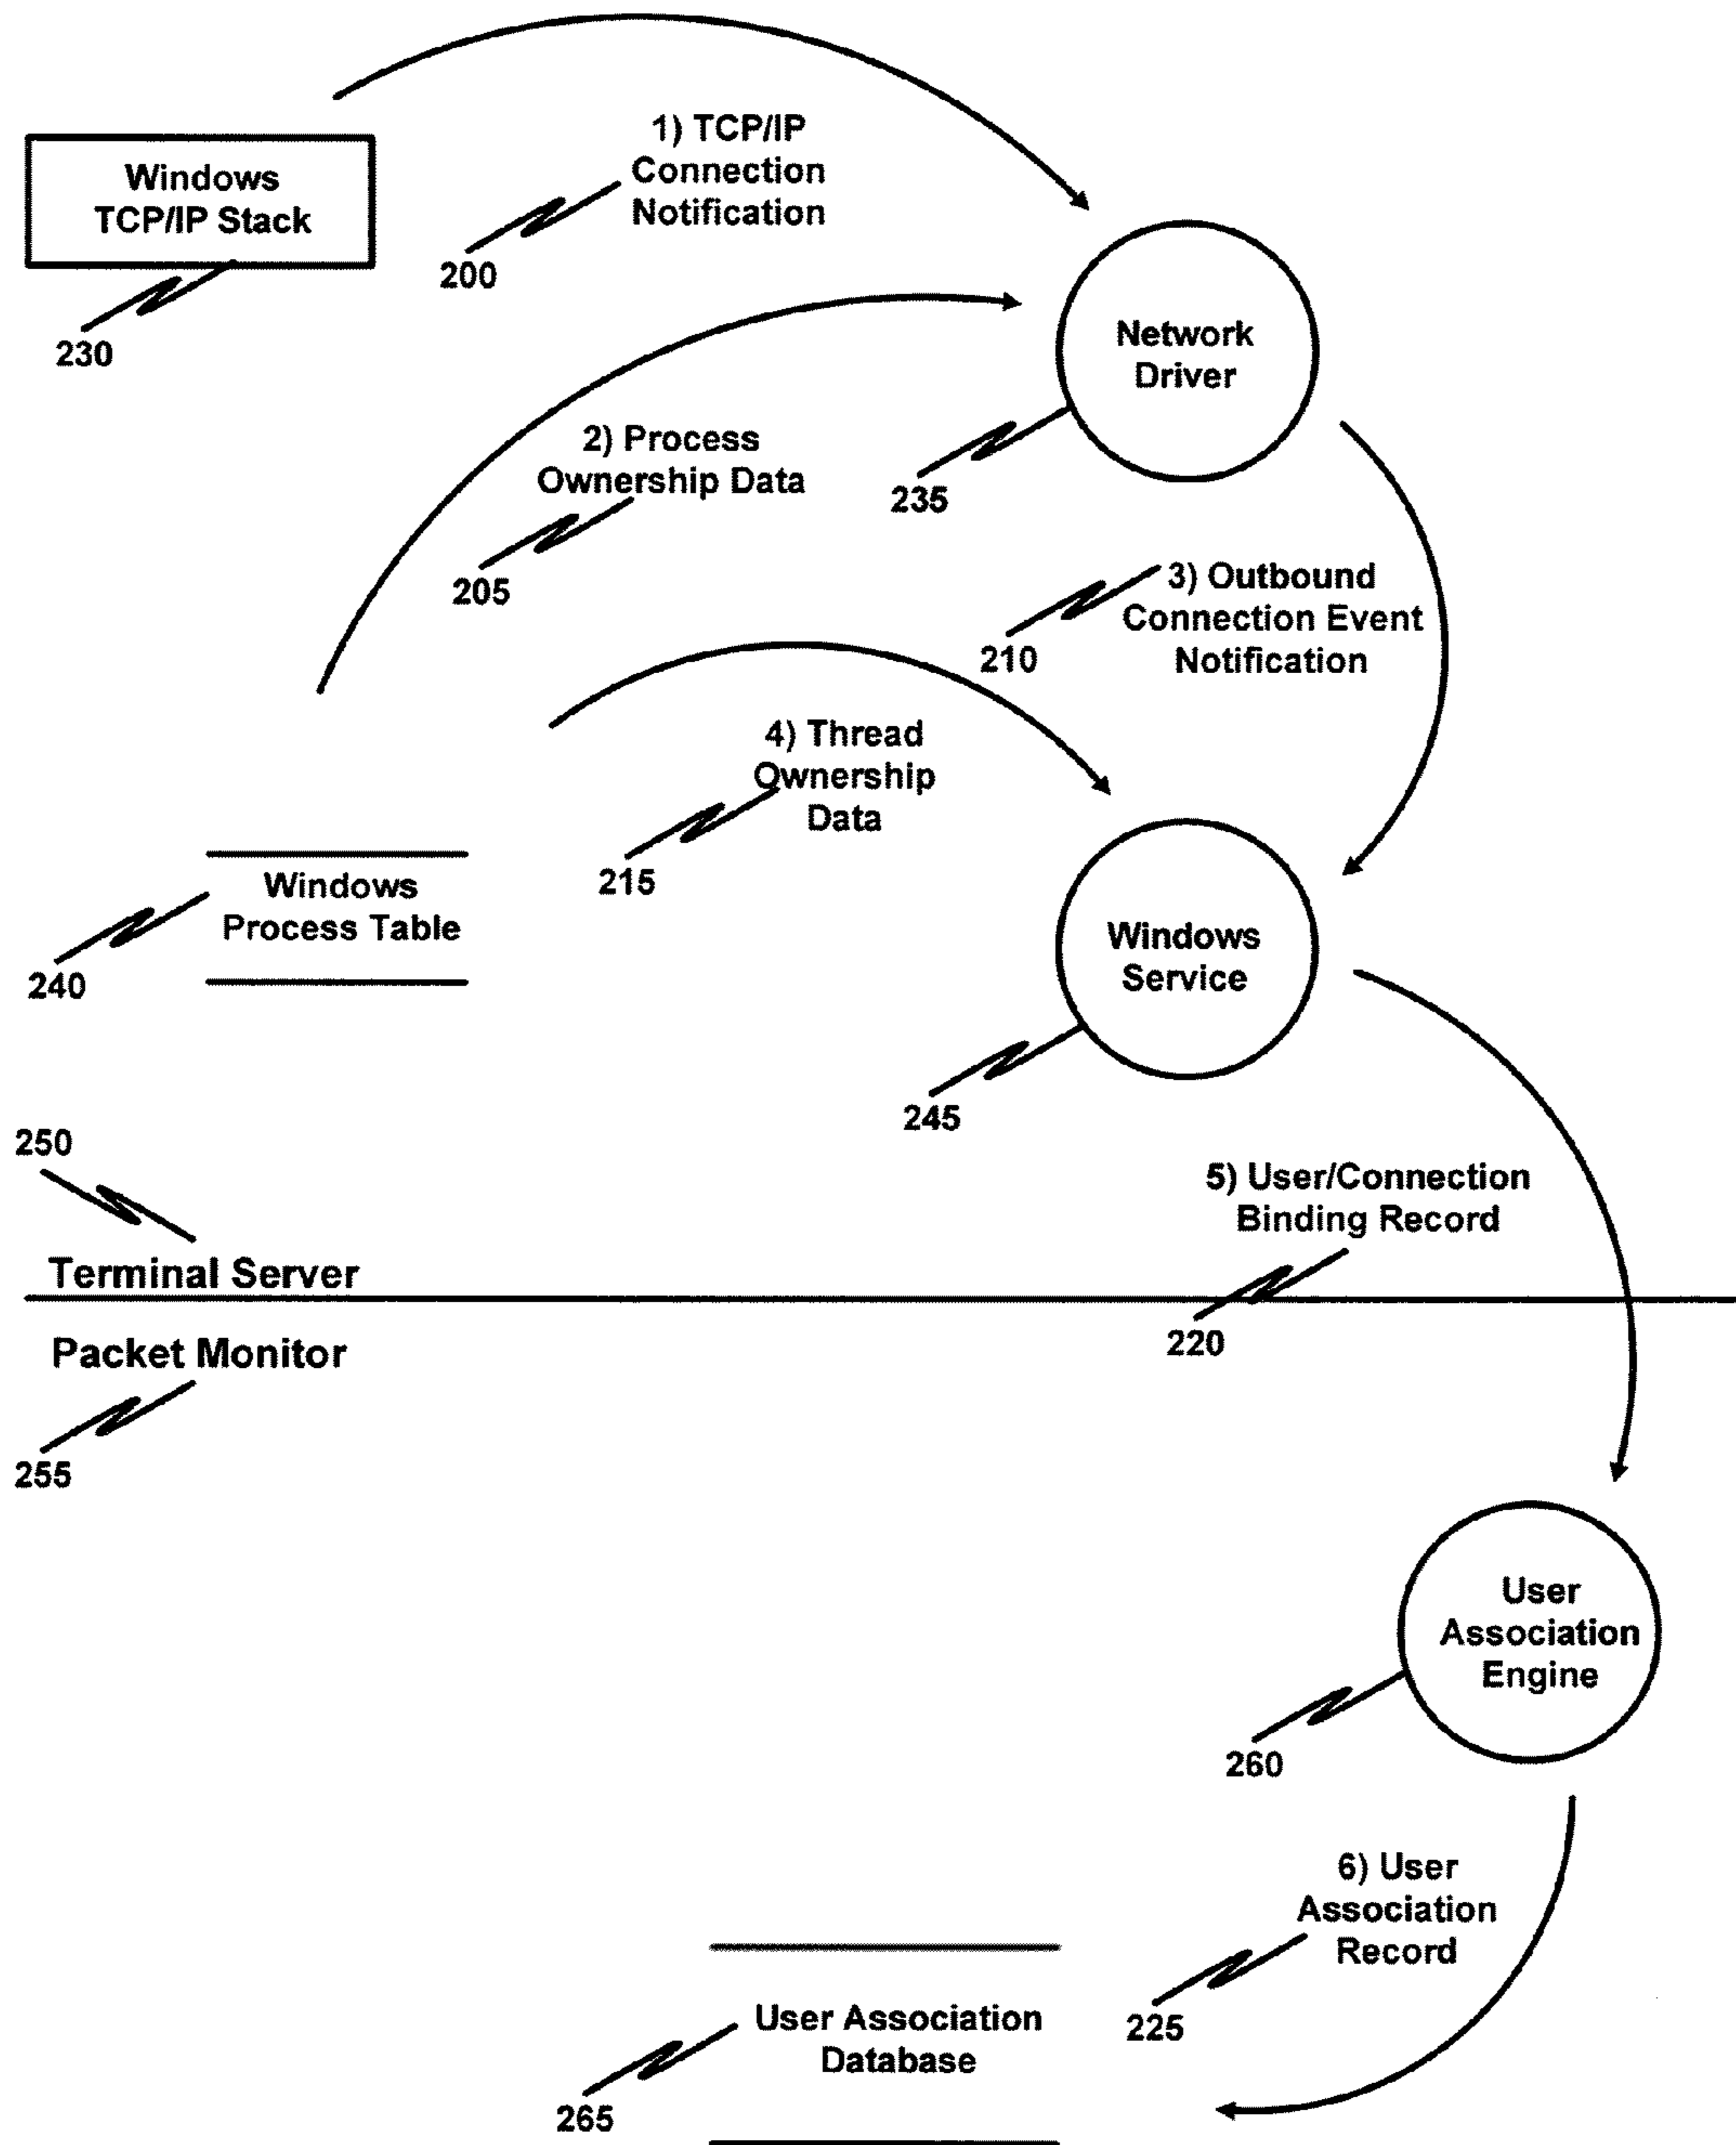 1) TCP/IP
Connection
Notification
200
Windows
TCP/IP Stack
230
Network
Driver
235
2) Process
Ownership Data
205
3) Outbound
Connection Event
Notification
210
4) Thread
Ownership
Data
215
Windows
Process Table
240
Windows
Service
245
250
Terminal Server
5) User/Connection
Binding Record
220
Packet Monitor
255
User
Association
Engine
260
6) User
Association
Record
225
User Association
Database
265